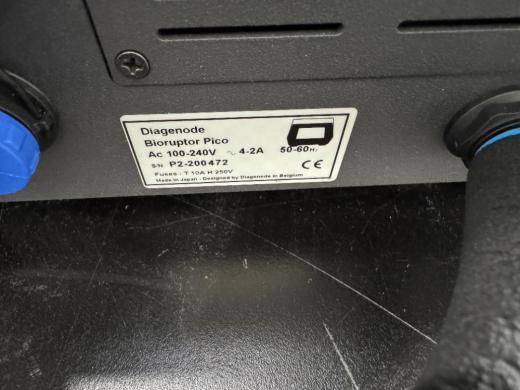 Diagenode
Bioruptor Pico
Ac 100-240V ~ 4-2A 50-60Hz
S/N P2-200472
Fuses : T 10A H 250V
Made in Japan - Designed by Diagenode in Belgium
CE